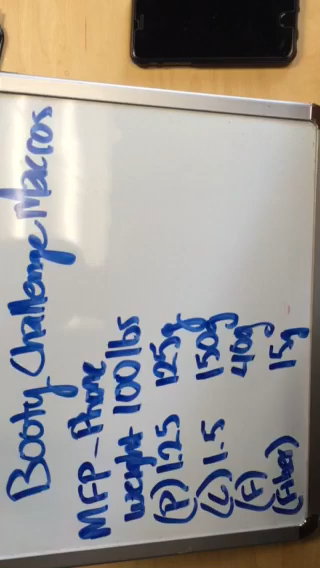 Booty Challenge Macros
MFP-Phone
weight 100lbs
(P) 1.25 125g
(C) 1.5 150g
(F) 40g
(Fiber) 15g